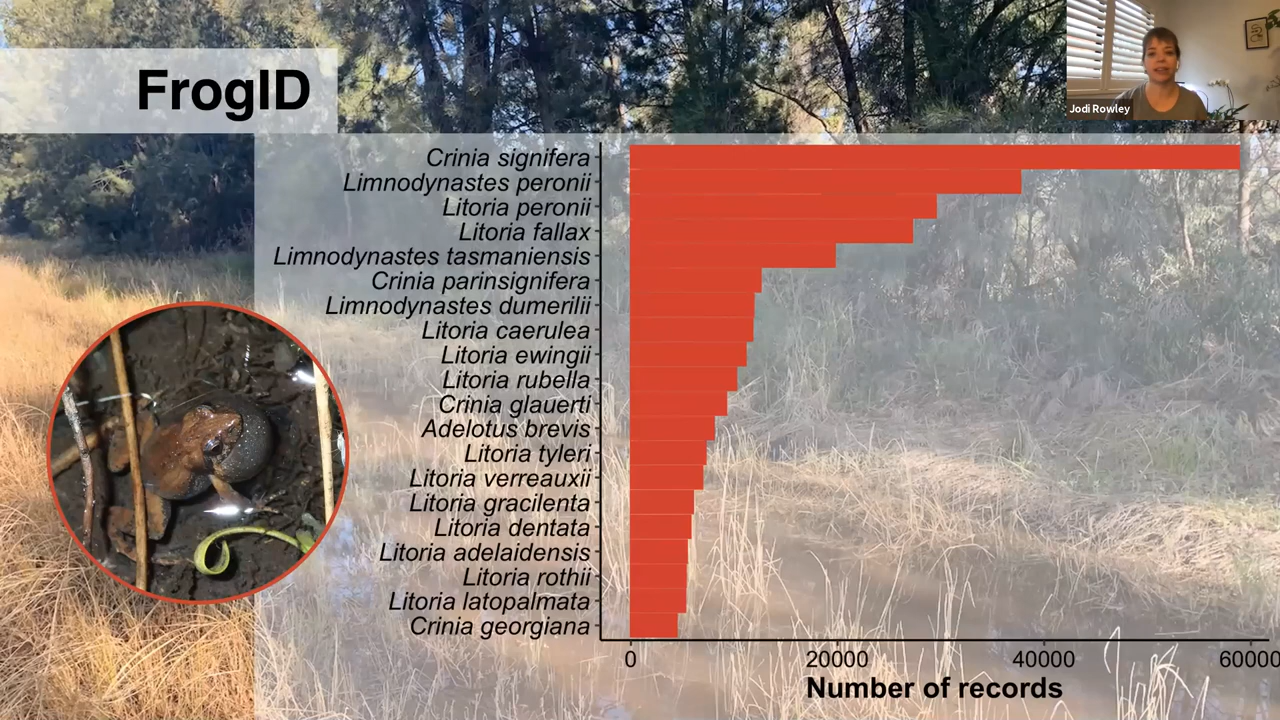 FrogID
Jodi Rowley
Crinia signifera
Limnodynastes peronii
Litoria peronii
Litoria fallax
Limnodynastes tasmaniensis
Crinia parinsignifera
Limnodynastes dumerilii
Litoria caerulea
Litoria ewingii
Litoria rubella
Crinia glauerti
Adelotus brevis
Litoria tyleri
Litoria verreauxii
Litoria gracilenta
Litoria dentata
Litoria adelaidensis
Litoria rothii
Litoria latopalmata
Crinia georgiana
0 20000 40000 60000
Number of records